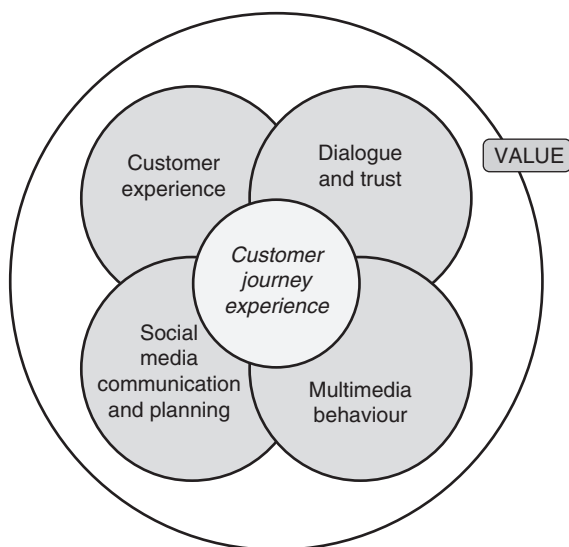 Customer
experience
Dialogue
and trust
VALUE
Customer
journey
experience
Social
media
communication
and planning
Multimedia
behaviour